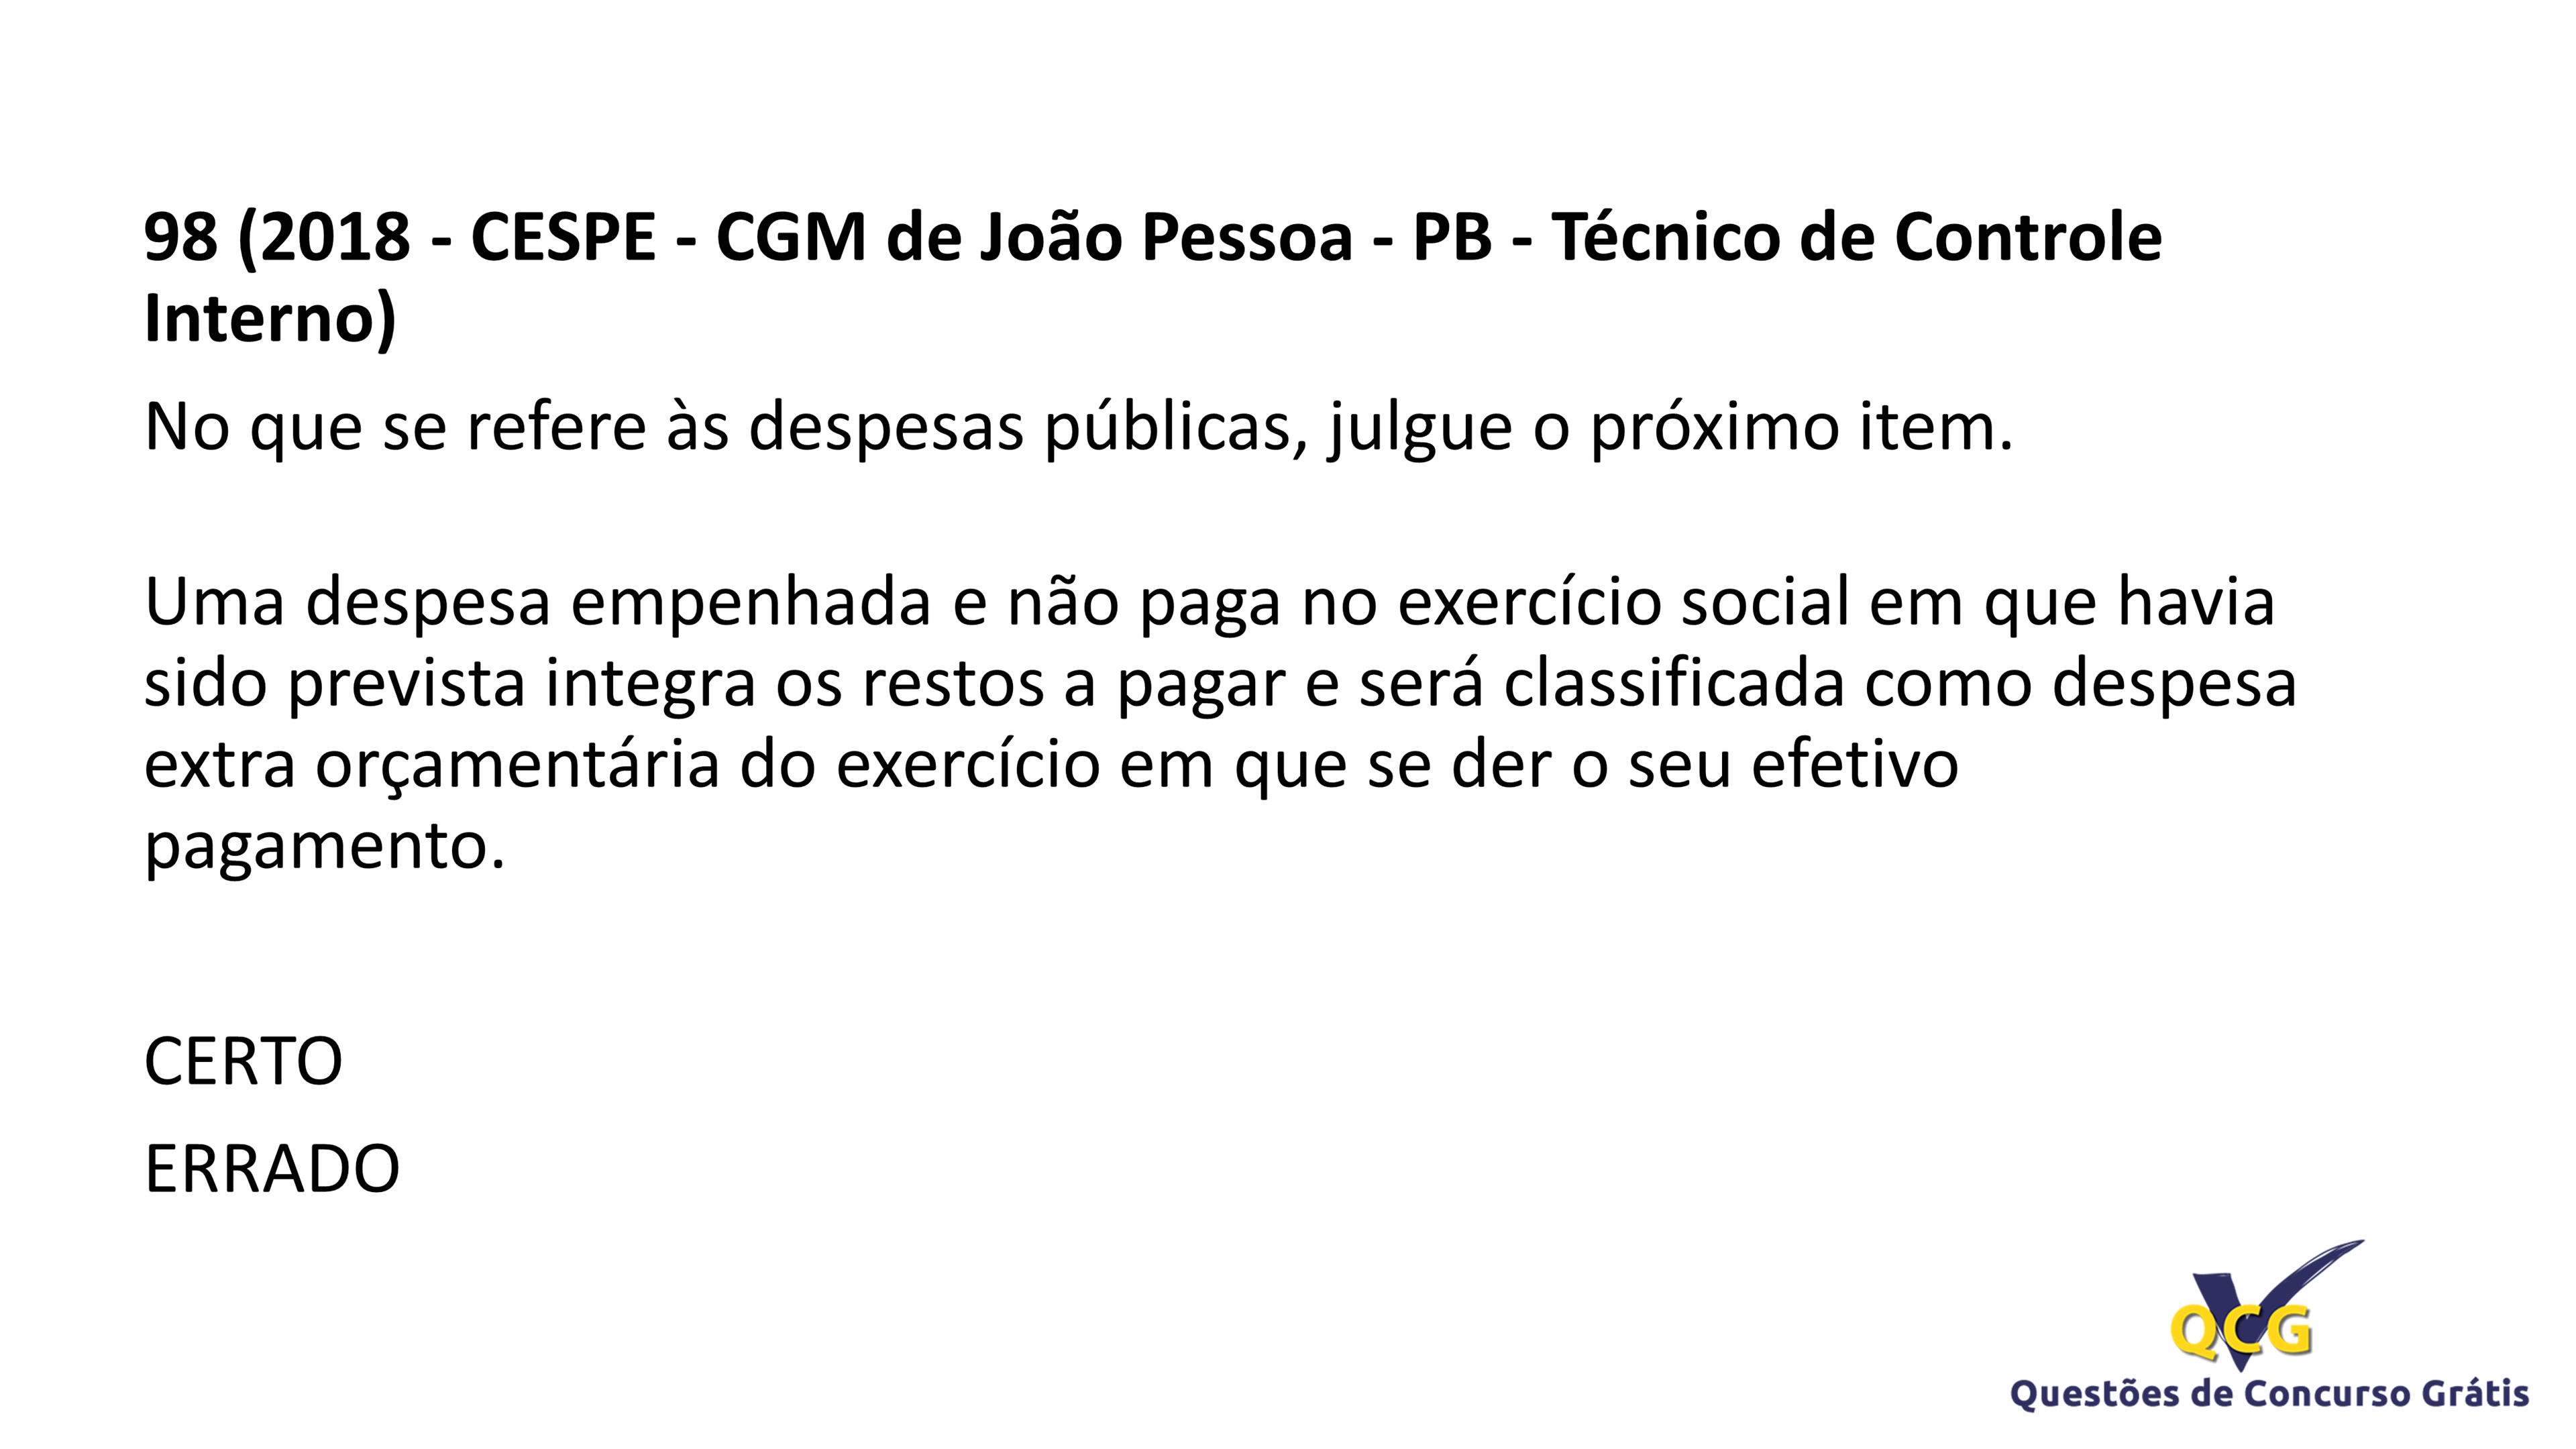 98 (2018 - CESPE - CGM de João Pessoa - PB - Técnico de Controle
Interno)
No que se refere às despesas públicas, julgue o próximo item.
Uma despesa empenhada e não paga no exercício social em que havia
sido prevista integra os restos a pagar e será classificada como despesa
extra orçamentária do exercício em que se der o seu efetivo
pagamento.
CERTO
ERRADO
QCG
Questões de Concurso Grátis